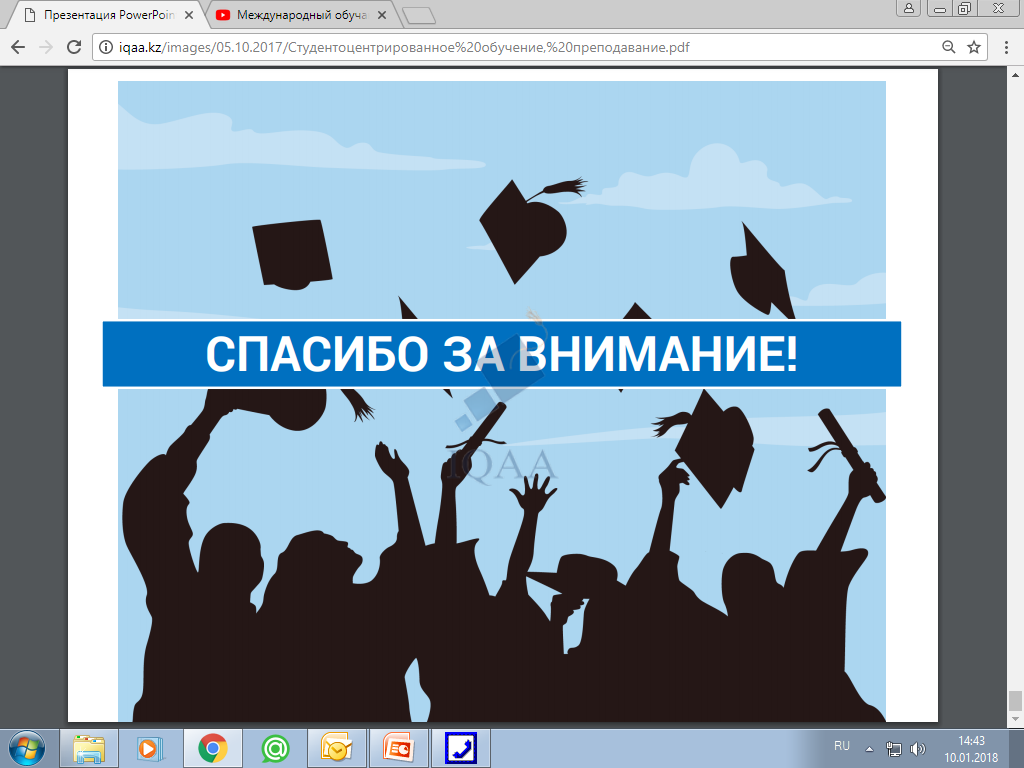 Презентация PowerPoin
Международный обуча
iqaa.kz/images/05.10.2017/Студентоцентрированное%20обучение,%20преподавание.pdf
СПАСИБО ЗА ВНИМАНИЕ!
IQAA
RU
14:43
10.01.2018